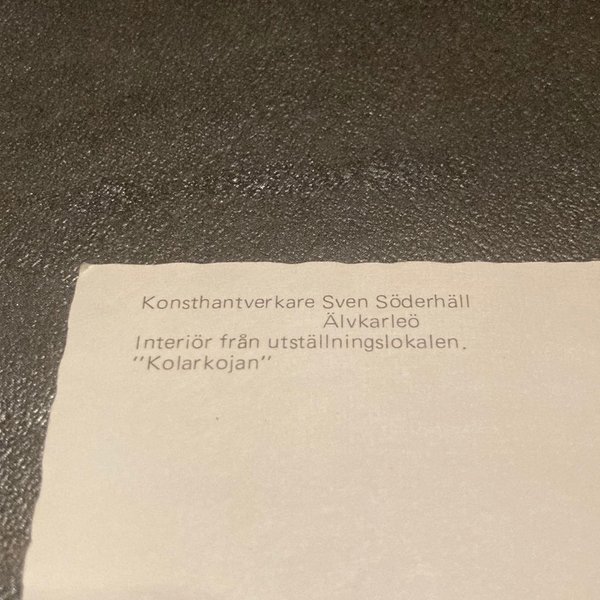 Konsthantverkare Sven Söderhäll
Älvkarleö
Interiör från utställningslokalen.
"Kolarkojan"